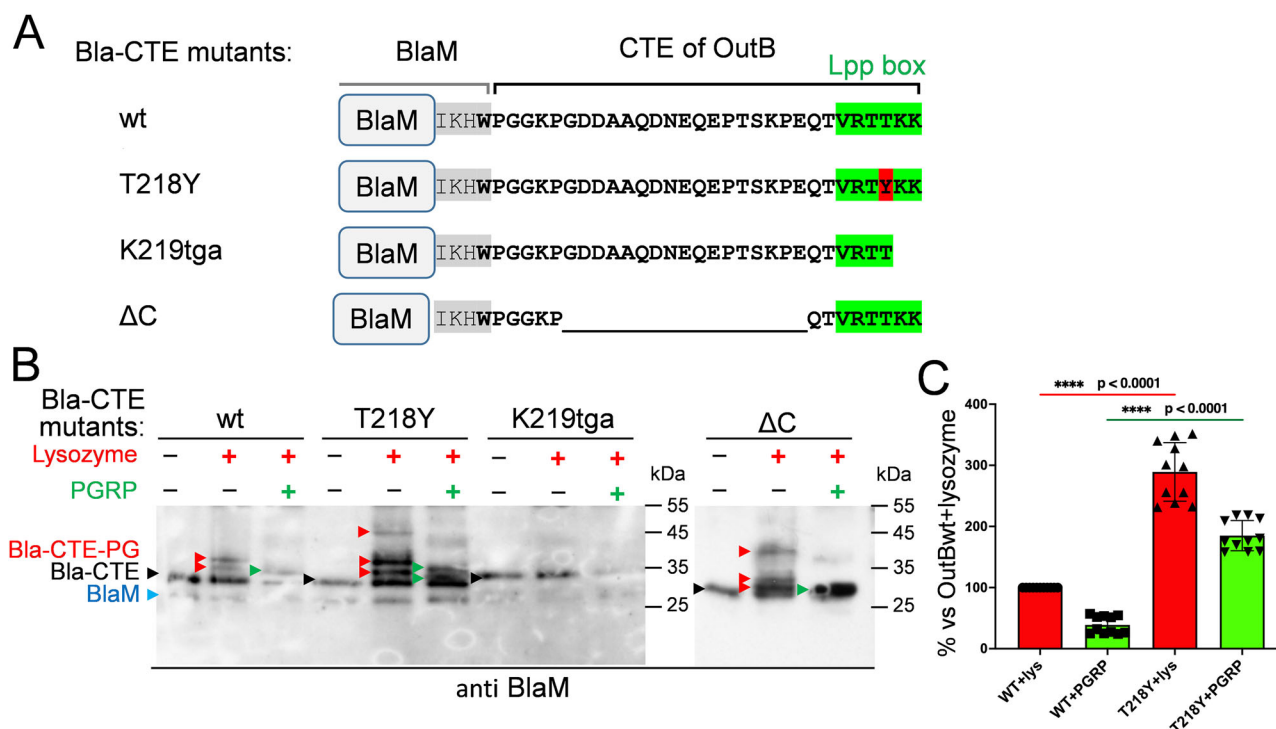 A
Bla-CTE mutants:
BlaM
CTE of OutB
Lpp box
wt
BlaM IKHWPGGKPGDDAAQDNEQEPTSKPEQTVRTTKK
T218Y
BlaM IKHWPGGKPGDDAAQDNEQEPTSKPEQTVRTYKK
K219tga
BlaM IKHWPGGKPGDDAAQDNEQEPTSKPEQTVRTT
ΔC
BlaM IKHWPGGKP QTVRTTKK
B
Bla-CTE
mutants:
wt T218Y K219tga ΔC
Lysozyme – + + – + + – + + – + +
PGRP – – + – – + – – + – – +
kDa kDa
55 55
45 45
35 35
25 25
Bla-CTE-PG
Bla-CTE
BlaM
anti BlaM
C
**** p < 0.0001
**** p < 0.0001
% vs OutBwt+lysozyme
400
300
200
100
0
WT+lys
WT+PGRP
T218Y+lys
T218Y+PGRP